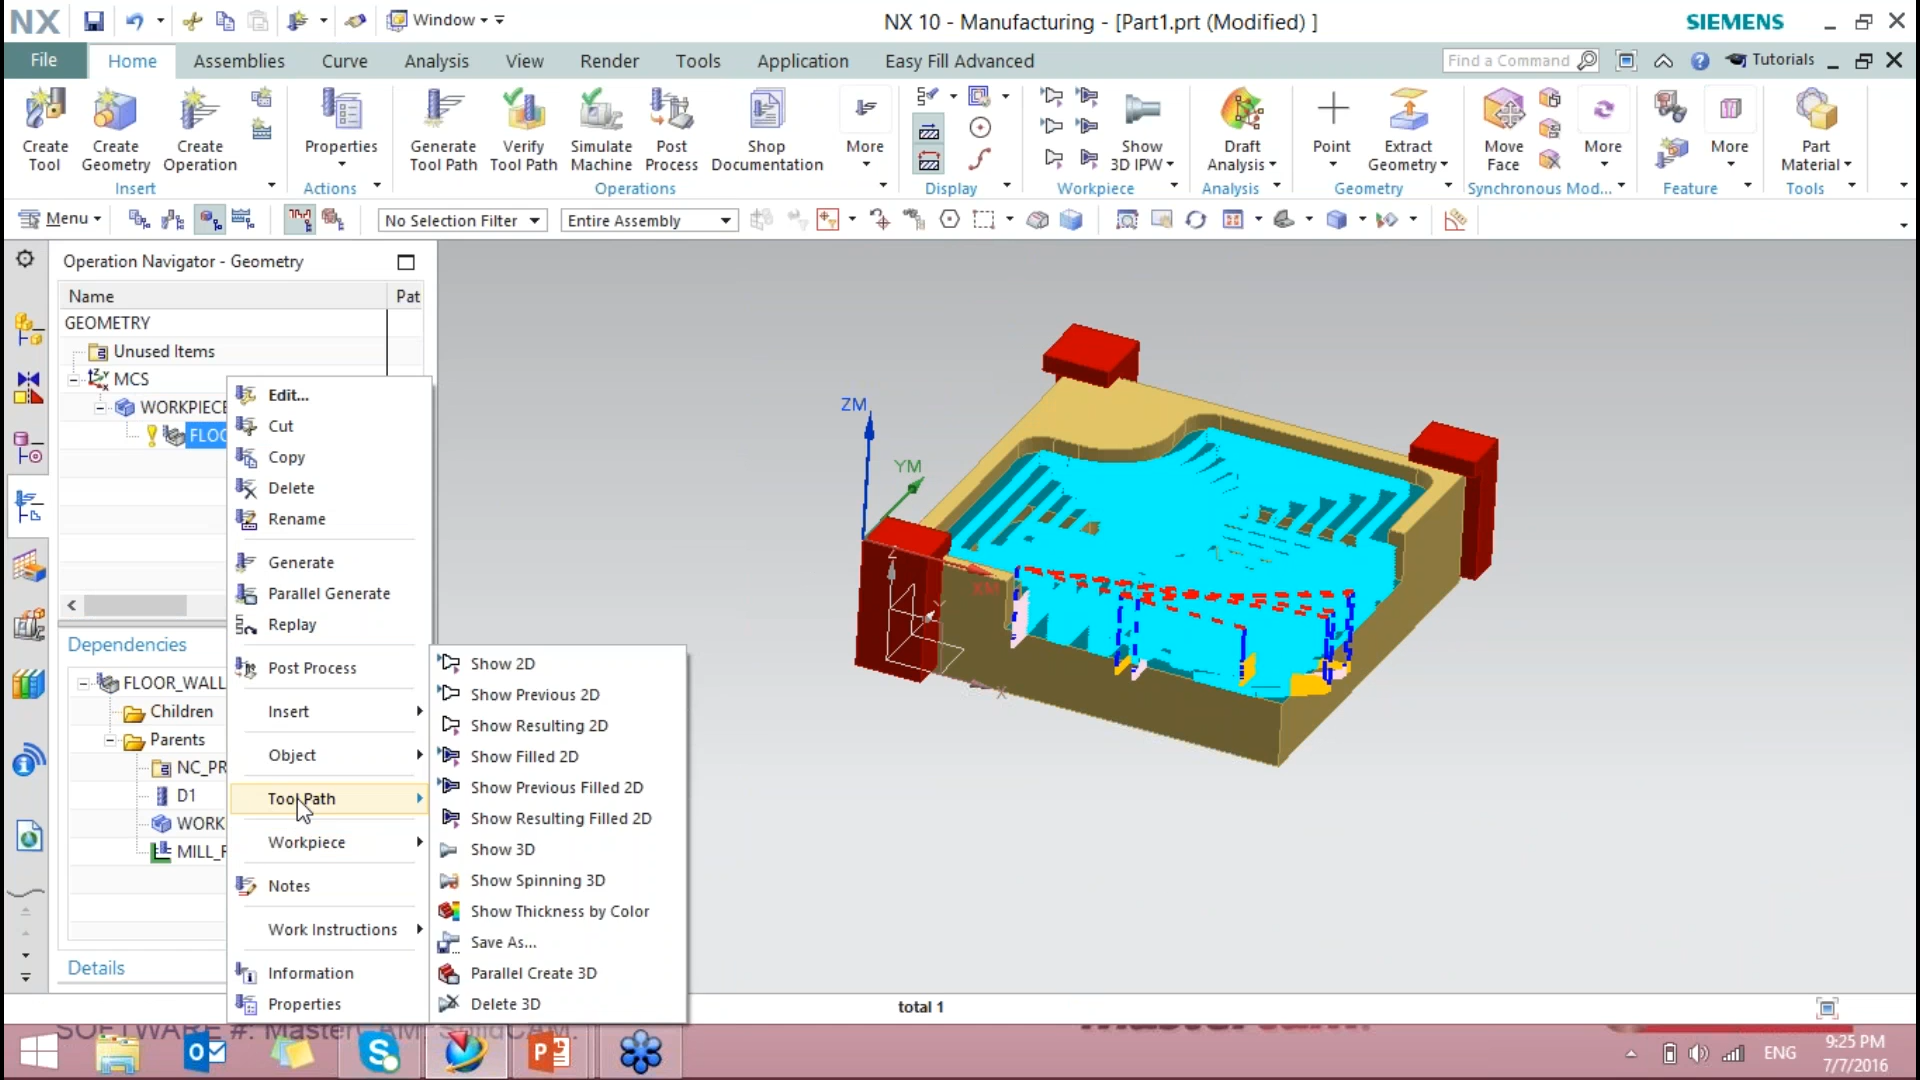 NX Window NX 10 - Manufacturing - [Part1.prt (Modified) ] SIEMENS
File Home Assemblies Curve Analysis View Render Tools Application Easy Fill Advanced Find a Command Tutorials
Create Tool Create Geometry Create Operation Properties Generate Tool Path Verify Tool Path Simulate Machine Post Process Shop Documentation More Show 3D IPW Draft Analysis Point Extract Geometry Move Face More More Part Material
Insert Actions Operations Display Workpiece Analysis Geometry Synchronous Mod... Feature Tools
Menu No Selection Filter Entire Assembly
Operation Navigator - Geometry
Name Pat
GEOMETRY
Unused Items
MCS
WORKPIECE
FLOO
Edit...
Cut
Copy
Delete
Rename
Generate
Parallel Generate
Replay
Post Process
Insert
Object
Tool Path
Workpiece
Notes
Work Instructions
Information
Properties
Dependencies
FLOOR_WALL
Children
Parents
NC_PR
D1
WORK
MILL_F
Details
Show 2D
Show Previous 2D
Show Resulting 2D
Show Filled 2D
Show Previous Filled 2D
Show Resulting Filled 2D
Show 3D
Show Spinning 3D
Show Thickness by Color
Save As...
Parallel Create 3D
Delete 3D
ZM
YM
XM
Z
Y
X
total 1
SOFTWARE #: MasterCAM, SolidCAM.
ENG
9:25 PM
7/7/2016